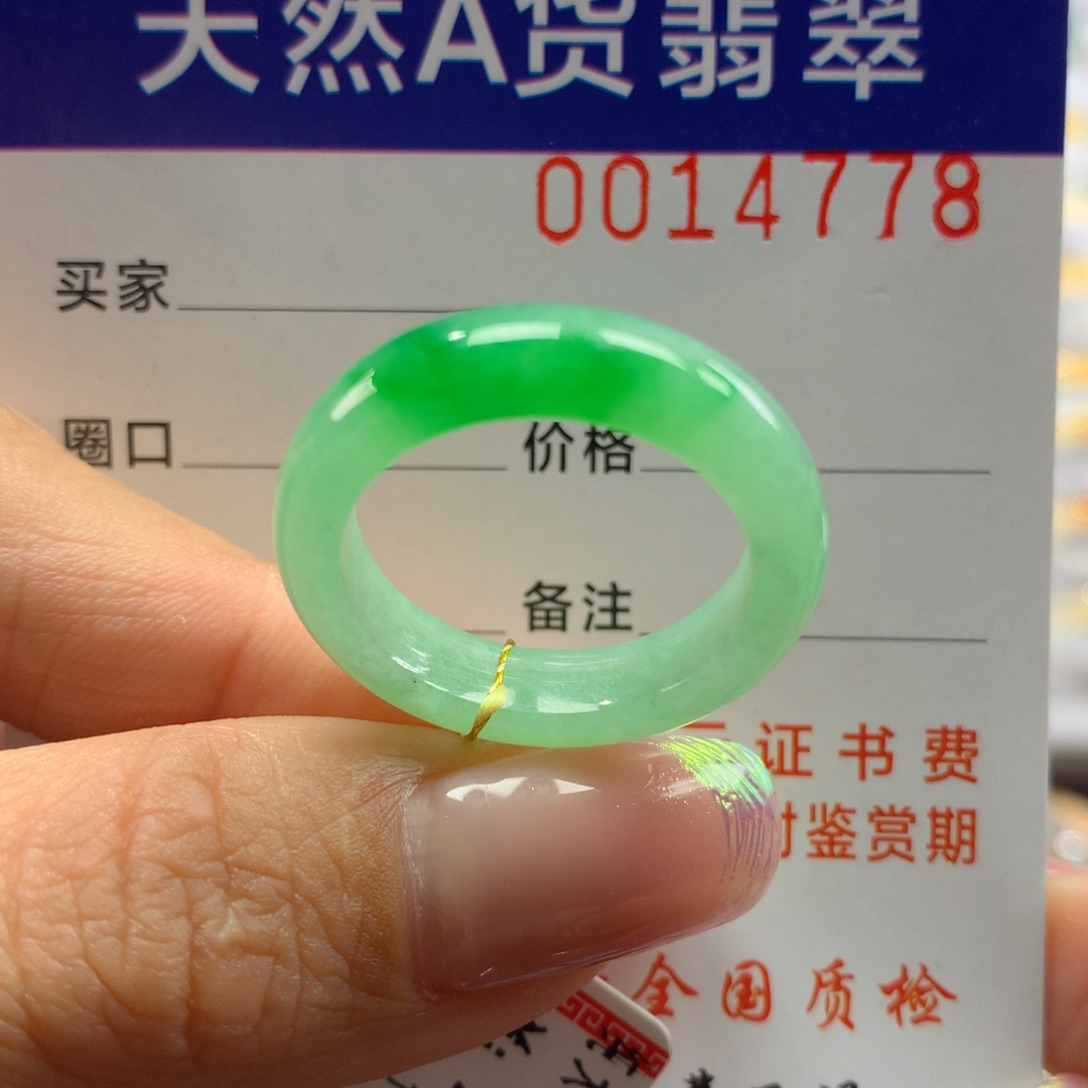 天然A货翡翠
0014778
买家
圈口 价格
备注
证书费
时鉴赏期
全国质检